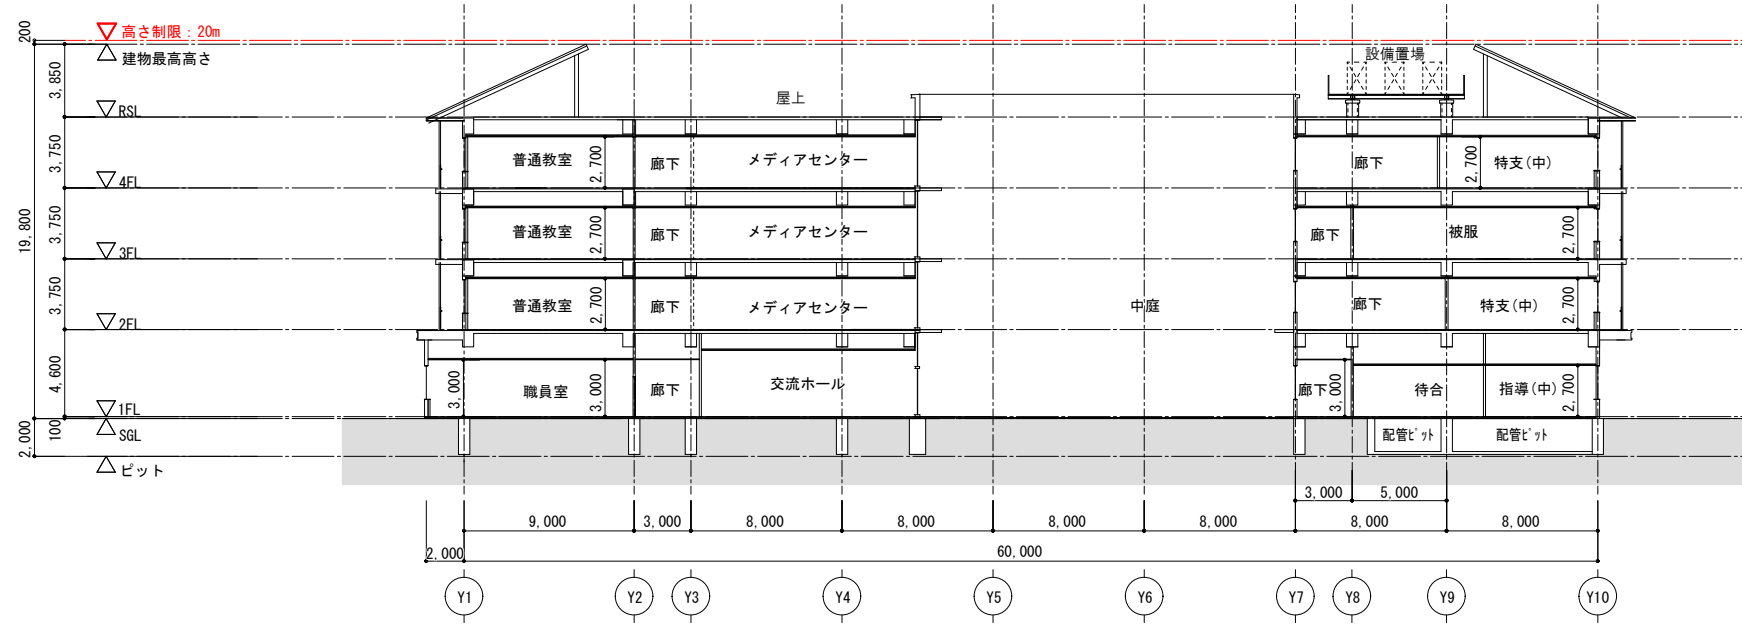 200
高さ制限：20m
建物最高高さ
設備置場
3,850
屋上
RSL
3,750
普通教室
2,700
廊下
メディアセンター
廊下
2,700
特支(中)
4FL
19,800
3,750
普通教室
2,700
廊下
メディアセンター
廊下
被服
2,700
3FL
3,750
普通教室
2,700
廊下
メディアセンター
中庭
廊下
特支(中)
2,700
2FL
4,600
3,000
職員室
3,000
廊下
交流ホール
廊下
3,000
待合
指導(中)
2,700
1FL
2,000
100
SGL
配管ﾋﾟｯﾄ
配管ﾋﾟｯﾄ
ピット
3,000
5,000
9,000
3,000
8,000
8,000
8,000
8,000
8,000
8,000
2,000
60,000
Y1
Y2
Y3
Y4
Y5
Y6
Y7
Y8
Y9
Y10